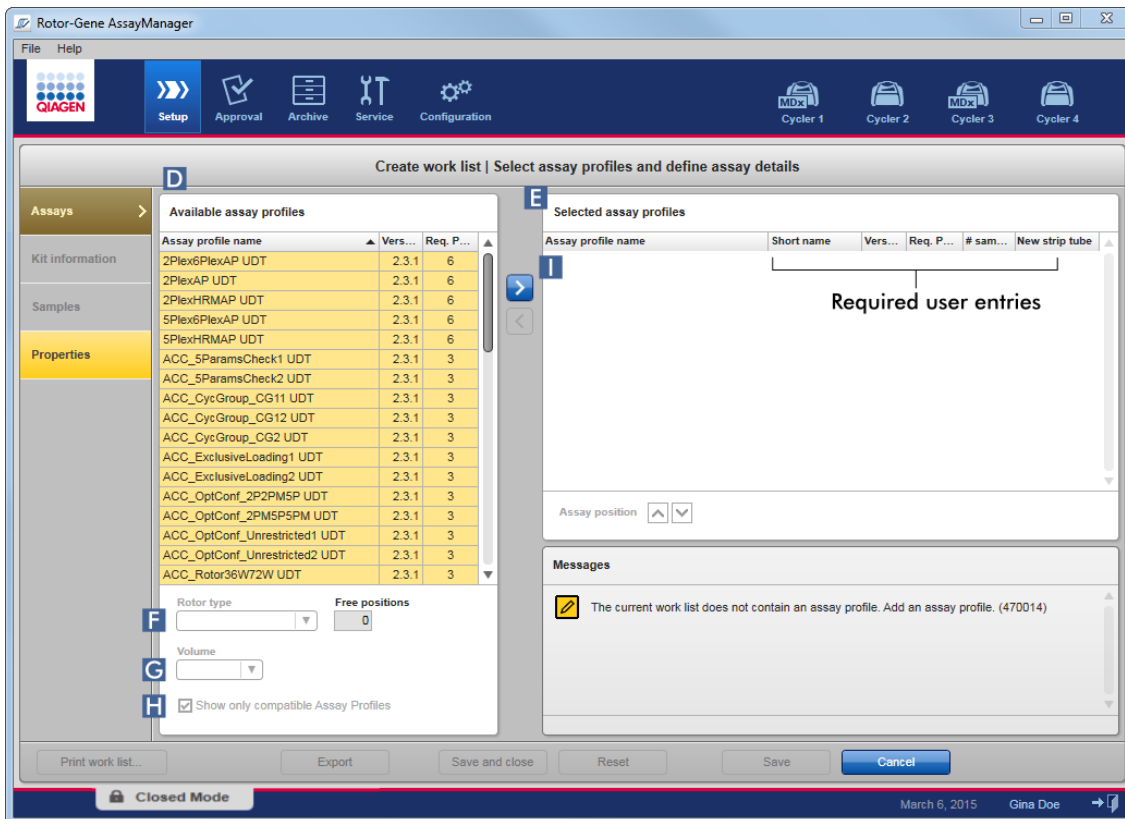 Rotor-Gene AssayManager
File Help
QIAGEN
Setup Approval Archive Service Configuration
MDx Cycler 1 Cycler 2 MDx Cycler 3 Cycler 4
Create work list | Select assay profiles and define assay details
D
E
Assays
Kit information
Samples
Properties
Available assay profiles
Assay profile name Vers... Req. P...
2Plex6PlexAP UDT 2.3.1 6
2PlexAP UDT 2.3.1 6
2PlexHRMAP UDT 2.3.1 6
5Plex6PlexAP UDT 2.3.1 6
5PlexHRMAP UDT 2.3.1 6
ACC_5ParamsCheck1 UDT 2.3.1 3
ACC_5ParamsCheck2 UDT 2.3.1 3
ACC_CycGroup_CG11 UDT 2.3.1 3
ACC_CycGroup_CG12 UDT 2.3.1 3
ACC_CycGroup_CG2 UDT 2.3.1 3
ACC_ExclusiveLoading1 UDT 2.3.1 3
ACC_ExclusiveLoading2 UDT 2.3.1 3
ACC_OptConf_2P2PM5P UDT 2.3.1 3
ACC_OptConf_2PM5P5PM UDT 2.3.1 3
ACC_OptConf_Unrestricted1 UDT 2.3.1 3
ACC_OptConf_Unrestricted2 UDT 2.3.1 3
ACC_Rotor36W72W UDT 2.3.1 3
Rotor type Free positions
F 0
Volume
G
H Show only compatible Assay Profiles
Selected assay profiles
Assay profile name Short name Vers... Req. P... # sam... New strip tube
I
Required user entries
Assay position
Messages
The current work list does not contain an assay profile. Add an assay profile. (470014)
Print work list... Export Save and close Reset Save Cancel
Closed Mode
March 6, 2015 Gina Doe